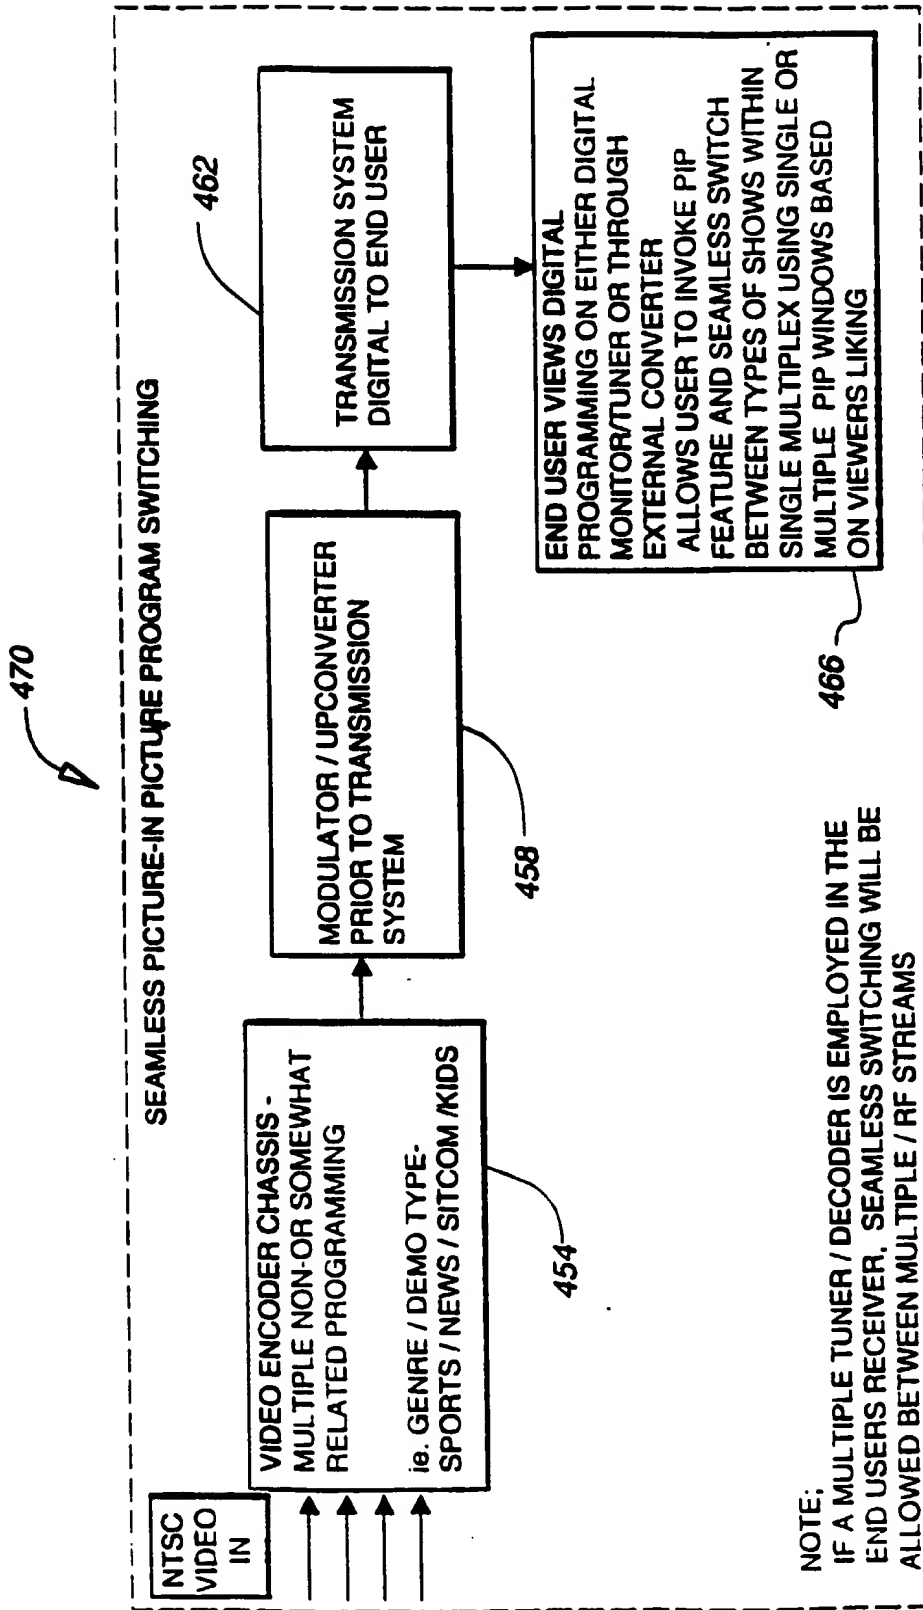 470
SEAMLESS PICTURE-IN PICTURE PROGRAM SWITCHING
NTSC
VIDEO
IN
VIDEO ENCODER CHASSIS -
MULTIPLE NON-OR SOMEWHAT
RELATED PROGRAMMING
ie. GENRE / DEMO TYPE-
SPORTS / NEWS / SITCOM /KIDS
454
MODULATOR / UPCONVERTER
PRIOR TO TRANSMISSION
SYSTEM
458
TRANSMISSION SYSTEM
DIGITAL TO END USER
462
END USER VIEWS DIGITAL
PROGRAMMING ON EITHER DIGITAL
MONITOR/TUNER OR THROUGH
EXTERNAL CONVERTER
ALLOWS USER TO INVOKE PIP
FEATURE AND SEAMLESS SWITCH
BETWEEN TYPES OF SHOWS WITHIN
SINGLE MULTIPLEX USING SINGLE OR
MULTIPLE PIP WINDOWS BASED
ON VIEWERS LIKING
466
NOTE;
IF A MULTIPLE TUNER / DECODER IS EMPLOYED IN THE
END USERS RECEIVER, SEAMLESS SWITCHING WILL BE
ALLOWED BETWEEN MULTIPLE / RF STREAMS